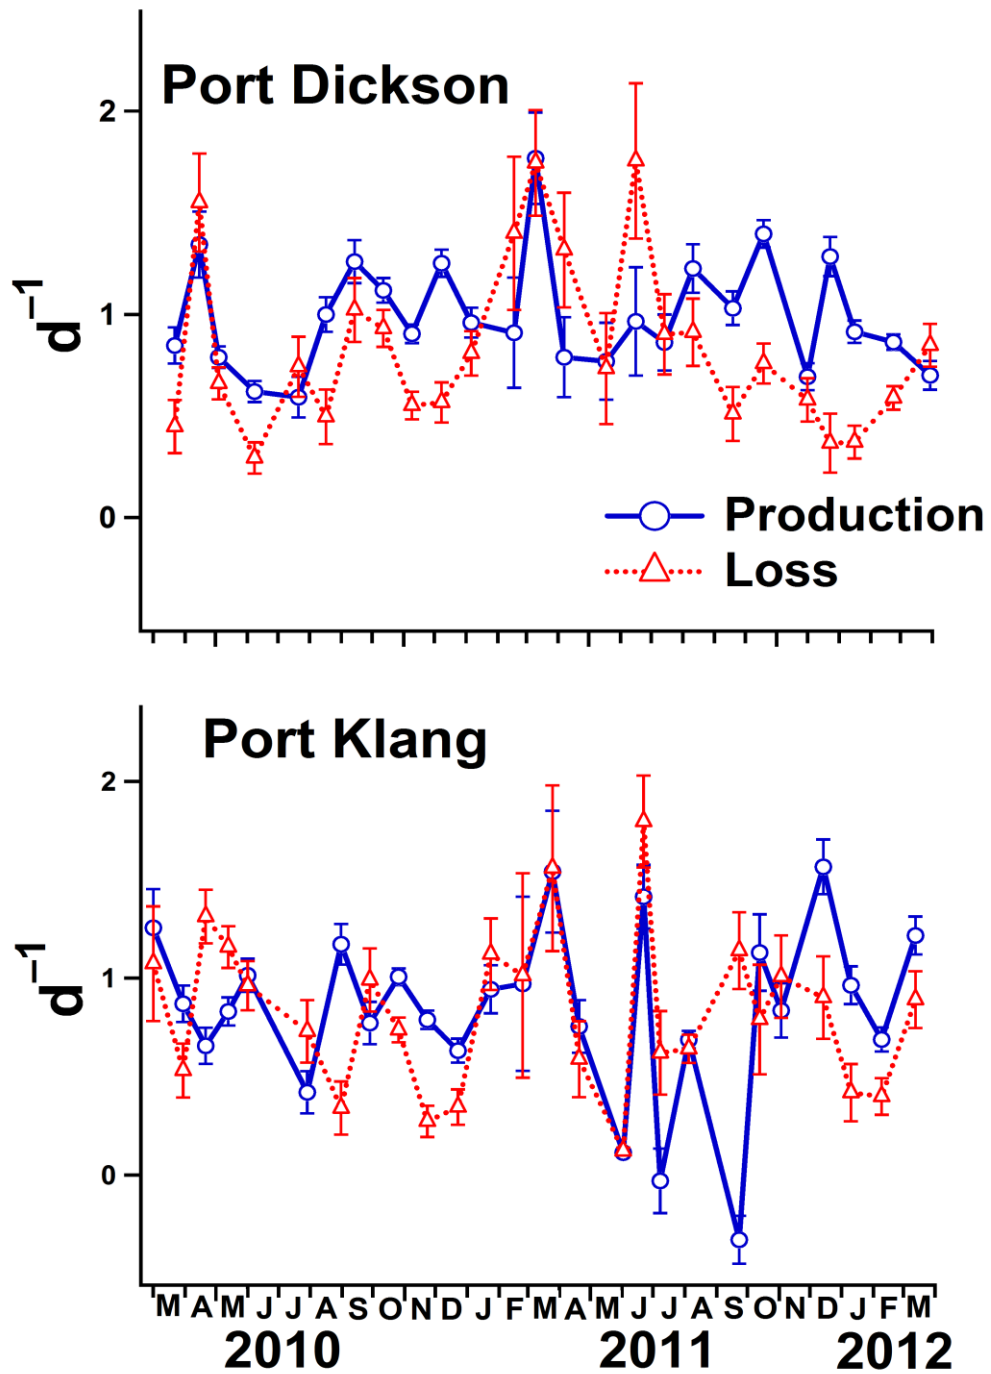 Port Dickson
2
1
0
d⁻¹
Production
Loss
Port Klang
2
1
0
d⁻¹
M A M J J A S O N D J F M A M J J A S O N D J F M
2010 2011 2012